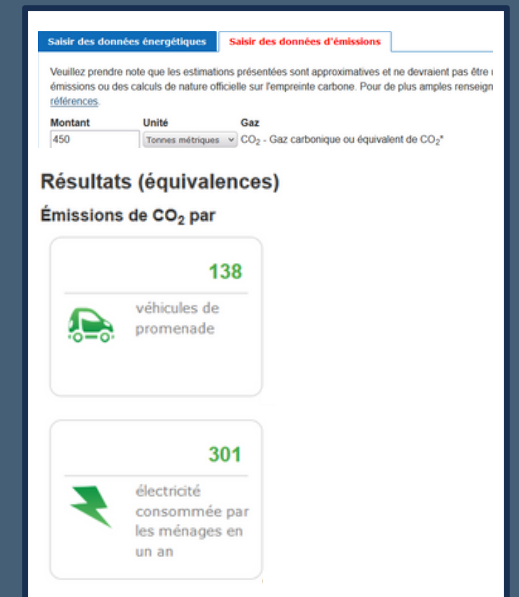 Saisir des données énergétiques Saisir des données d'émissions
Veuillez prendre note que les estimations présentées sont approximatives et ne devraient pas être
émissions ou des calculs de nature officielle sur l'empreinte carbone. Pour de plus amples renseign
références.
Montant Unité Gaz
450 Tonnes métriques CO₂ - Gaz carbonique ou équivalent de CO₂*
Résultats (équivalences)
Émissions de CO₂ par
138
véhicules de
promenade
301
électricité
consommée par
les ménages en
un an